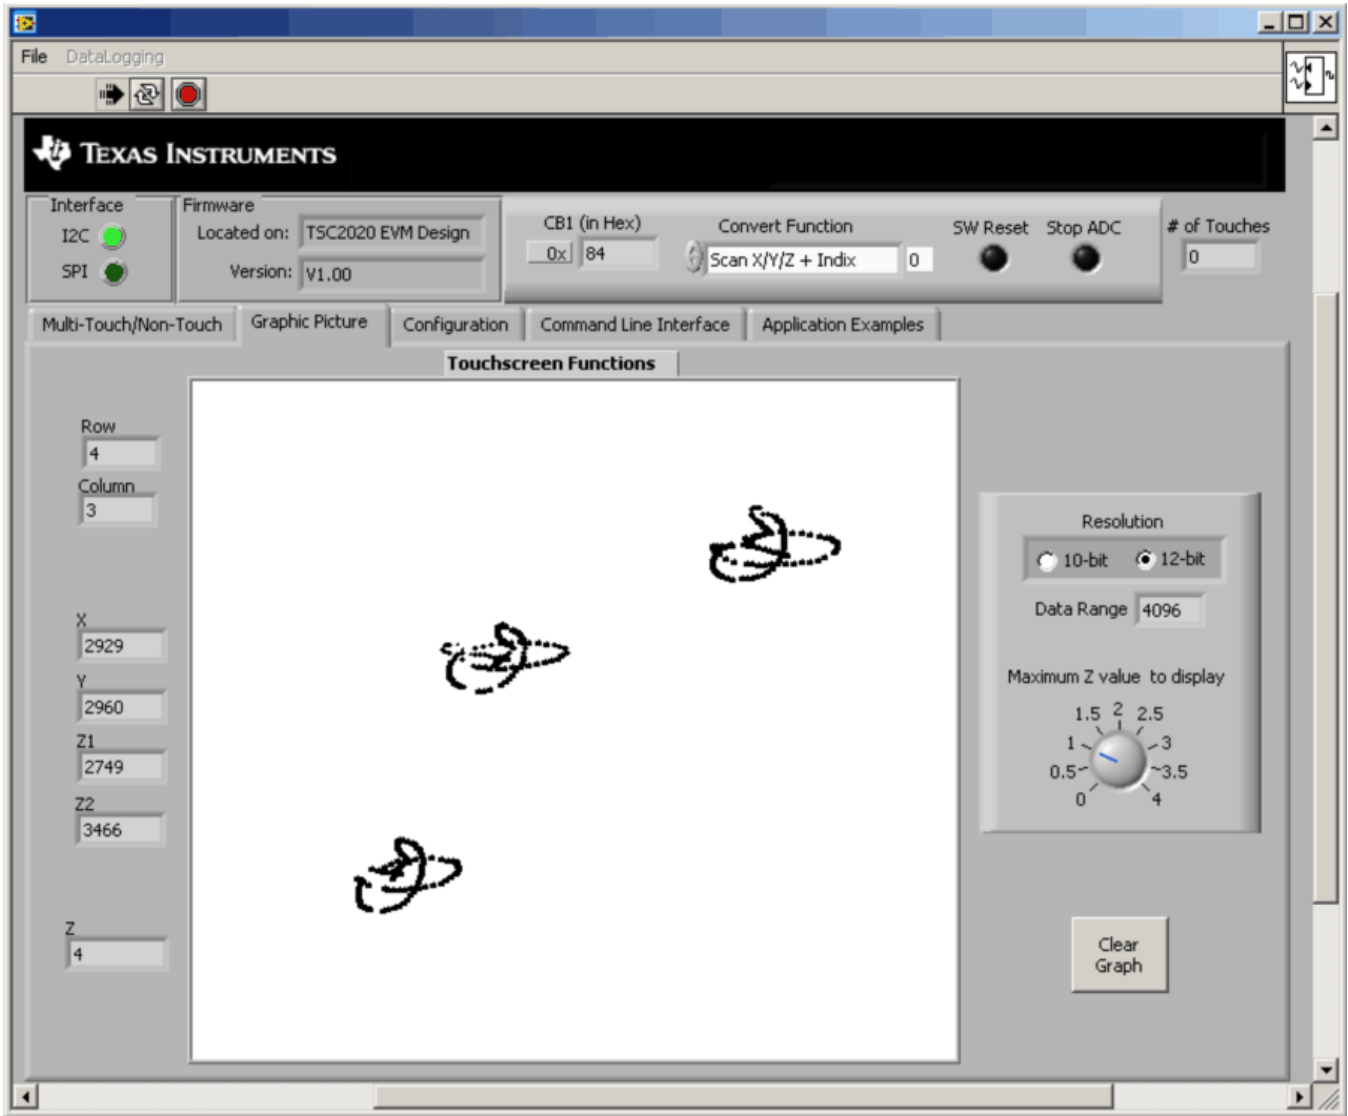 File DataLogging
TEXAS INSTRUMENTS
Interface
I2C
SPI
Firmware
Located on: TSC2020 EVM Design
Version: V1.00
CB1 (in Hex)
0x 84
Convert Function
Scan X/Y/Z + Indix 0
SW Reset
Stop ADC
# of Touches
0
Multi-Touch/Non-Touch Graphic Picture Configuration Command Line Interface Application Examples
Touchscreen Functions
Row
4
Column
3
X
2929
Y
2960
Z1
2749
Z2
3466
Z
4
Resolution
10-bit 12-bit
Data Range 4096
Maximum Z value to display
0 0.5 1 1.5 2 2.5 3 3.5 4
Clear
Graph